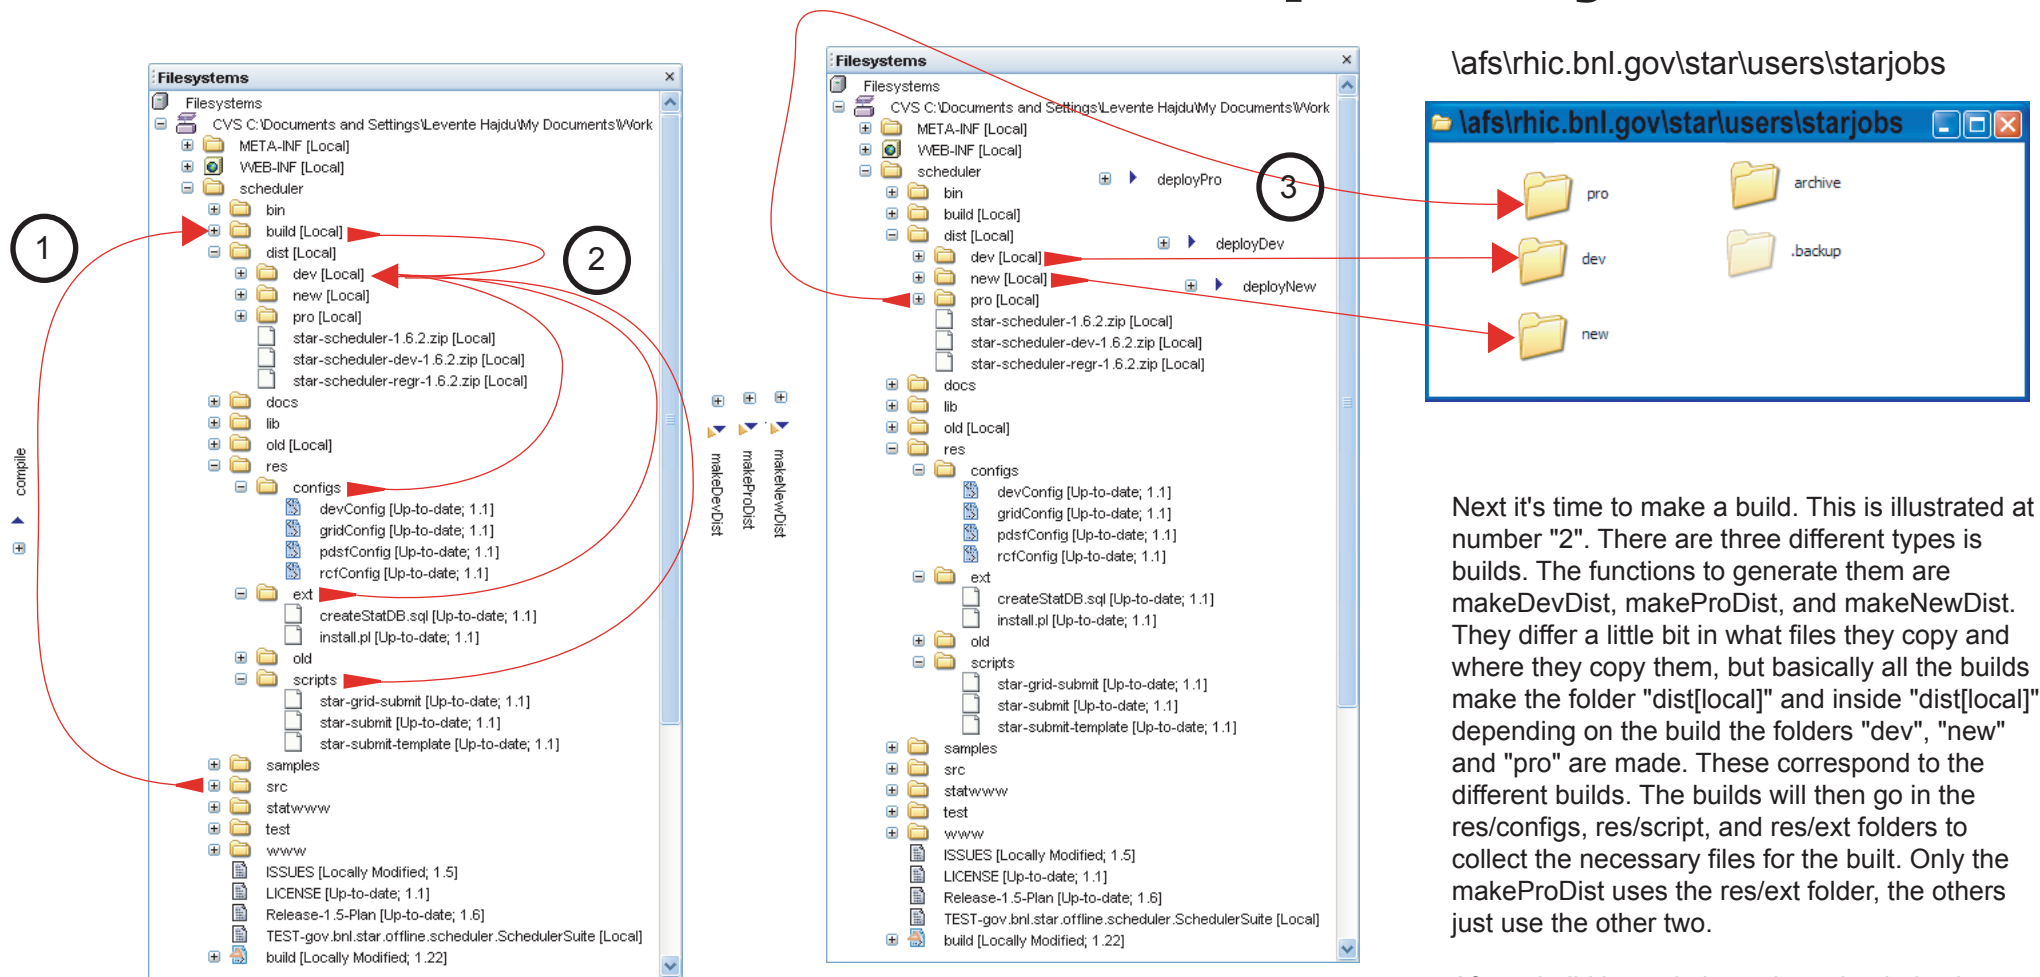 Filesystems
Filesystems
CVS C:\Documents and Settings\Levente Hajdu\My Documents\Work
META-INF [Local]
WEB-INF [Local]
scheduler
bin
build [Local]
dist [Local]
dev [Local]
new [Local]
pro [Local]
star-scheduler-1.6.2.zip [Local]
star-scheduler-dev-1.6.2.zip [Local]
star-scheduler-regr-1.6.2.zip [Local]
docs
lib
old [Local]
res
configs
devConfig [Up-to-date; 1.1]
gridConfig [Up-to-date; 1.1]
pdsfConfig [Up-to-date; 1.1]
rcfConfig [Up-to-date; 1.1]
ext
createStatDB.sql [Up-to-date; 1.1]
install.pl [Up-to-date; 1.1]
old
scripts
star-grid-submit [Up-to-date; 1.1]
star-submit [Up-to-date; 1.1]
star-submit-template [Up-to-date; 1.1]
samples
src
statwww
test
www
ISSUES [Locally Modified; 1.5]
LICENSE [Up-to-date; 1.1]
Release-1.5-Plan [Up-to-date; 1.6]
TEST-gov.bnl.star.offline.scheduler.SchedulerSuite [Local]
build [Locally Modified; 1.22]
1
2
compile
makeDevDist
makeProDist
makeNewDist
Filesystems
Filesystems
CVS C:\Documents and Settings\Levente Hajdu\My Documents\Work
META-INF [Local]
WEB-INF [Local]
scheduler
bin
build [Local]
dist [Local]
dev [Local]
new [Local]
pro [Local]
star-scheduler-1.6.2.zip [Local]
star-scheduler-dev-1.6.2.zip [Local]
star-scheduler-regr-1.6.2.zip [Local]
docs
lib
old [Local]
res
configs
devConfig [Up-to-date; 1.1]
gridConfig [Up-to-date; 1.1]
pdsfConfig [Up-to-date; 1.1]
rcfConfig [Up-to-date; 1.1]
ext
createStatDB.sql [Up-to-date; 1.1]
install.pl [Up-to-date; 1.1]
old
scripts
star-grid-submit [Up-to-date; 1.1]
star-submit [Up-to-date; 1.1]
star-submit-template [Up-to-date; 1.1]
samples
src
statwww
test
www
ISSUES [Locally Modified; 1.5]
LICENSE [Up-to-date; 1.1]
Release-1.5-Plan [Up-to-date; 1.6]
TEST-gov.bnl.star.offline.scheduler.SchedulerSuite [Local]
build [Locally Modified; 1.22]
deployPro
deployDev
deployNew
3
\afs\rhic.bnl.gov\star\users\starjobs
\afs\rhic.bnl.gov\star\users\starjobs
pro
archive
dev
.backup
new
Next it's time to make a build. This is illustrated at
number "2". There are three different types is
builds. The functions to generate them are
makeDevDist, makeProDist, and makeNewDist.
They differ a little bit in what files they copy and
where they copy them, but basically all the builds
make the folder "dist[local]" and inside "dist[local]"
depending on the build the folders "dev", "new"
and "pro" are made. These correspond to the
different builds. The builds will then go in the
res/configs, res/script, and res/ext folders to
collect the necessary files for the built. Only the
makeProDist uses the res/ext folder, the others
just use the other two.